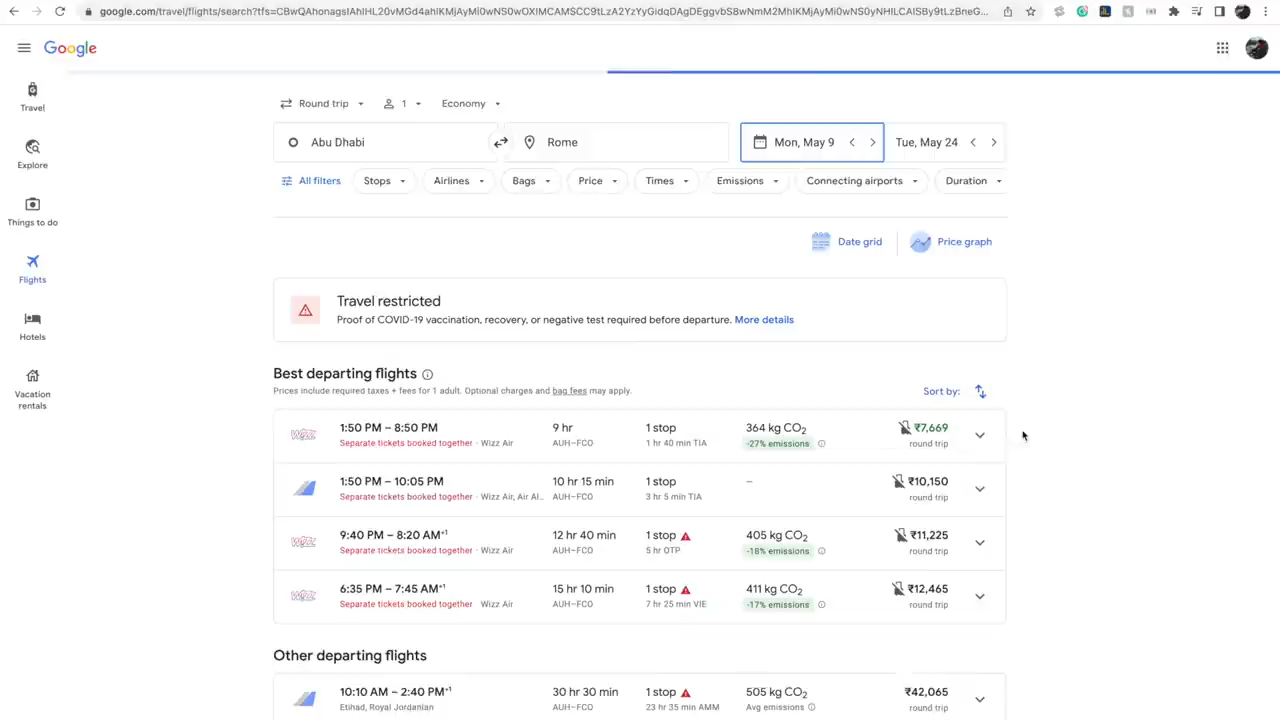 google.com/travel/flights/search?tfs=CBwQAhonagsIAhIHL20vMGd4ahIKMjAyMi0wNS0wOXIMCAMSCC9tLzA2YzYyGidqDAgDEggvbS8wNmM2MhIKMjAyMi0wNS0yNHILCAISBy9tLzBneG...
Google
Travel
Explore
Things to do
Flights
Hotels
Vacation rentals
Round trip 1 Economy
Abu Dhabi Rome Mon, May 9 Tue, May 24
All filters Stops Airlines Bags Price Times Emissions Connecting airports Duration
Date grid Price graph
Travel restricted
Proof of COVID-19 vaccination, recovery, or negative test required before departure. More details
Best departing flights
Prices include required taxes + fees for 1 adult. Optional charges and bag fees may apply.
Sort by:
1:50 PM – 8:50 PM 9 hr 1 stop 364 kg CO2 ₹7,669
Separate tickets booked together · Wizz Air AUH–FCO 1 hr 40 min TIA -27% emissions round trip
1:50 PM – 10:05 PM 10 hr 15 min 1 stop – ₹10,150
Separate tickets booked together · Wizz Air, Air Al... AUH–FCO 3 hr 5 min TIA round trip
9:40 PM – 8:20 AM+1 12 hr 40 min 1 stop 405 kg CO2 ₹11,225
Separate tickets booked together · Wizz Air AUH–FCO 5 hr OTP -18% emissions round trip
6:35 PM – 7:45 AM+1 15 hr 10 min 1 stop 411 kg CO2 ₹12,465
Separate tickets booked together · Wizz Air AUH–FCO 7 hr 25 min VIE -17% emissions round trip
Other departing flights
10:10 AM – 2:40 PM+1 30 hr 30 min 1 stop 505 kg CO2 ₹42,065
Etihad, Royal Jordanian AUH–FCO 23 hr 35 min AMM Avg emissions round trip